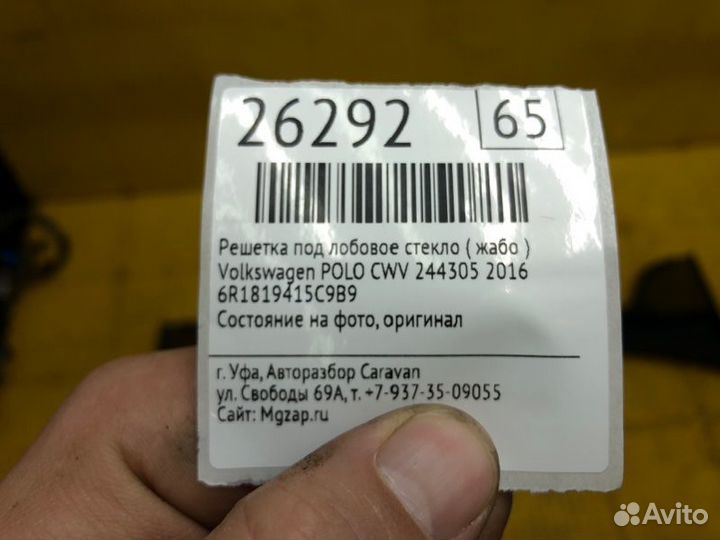 26292 65
Решетка под лобовое стекло ( жабо )
Volkswagen POLO CWV 244305 2016
6R1819415C9B9
Состояние на фото, оригинал
г. Уфа, Авторазбор Caravan
ул. Свободы 69А, т. +7-937-35-09055
Сайт: Mgzap.ru
Avito